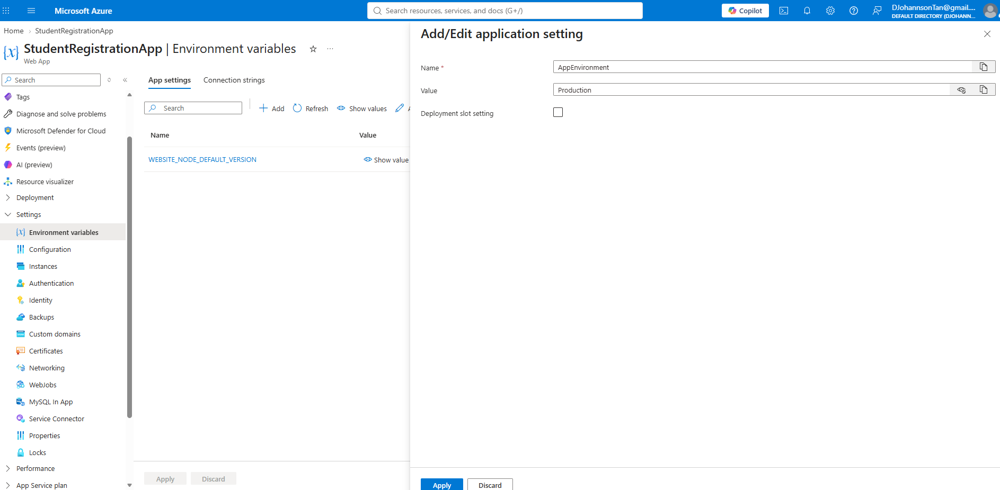 Microsoft Azure
Search resources, services, and docs (G+/)
Copilot
DJohannsonTan@gmail....
DEFAULT DIRECTORY (DJOHANN...
Home > StudentRegistrationApp
StudentRegistrationApp | Environment variables
Web App
Search
Tags
Diagnose and solve problems
Microsoft Defender for Cloud
Events (preview)
AI (preview)
Resource visualizer
Deployment
Settings
Environment variables
Configuration
Instances
Authentication
Identity
Backups
Custom domains
Certificates
Networking
WebJobs
MySQL In App
Service Connector
Properties
Locks
Performance
App Service plan
App settings Connection strings
Search Add Refresh Show values
Name Value
WEBSITE_NODE_DEFAULT_VERSION Show value
Apply Discard
Add/Edit application setting
Name * AppEnvironment
Value Production
Deployment slot setting
Apply Discard